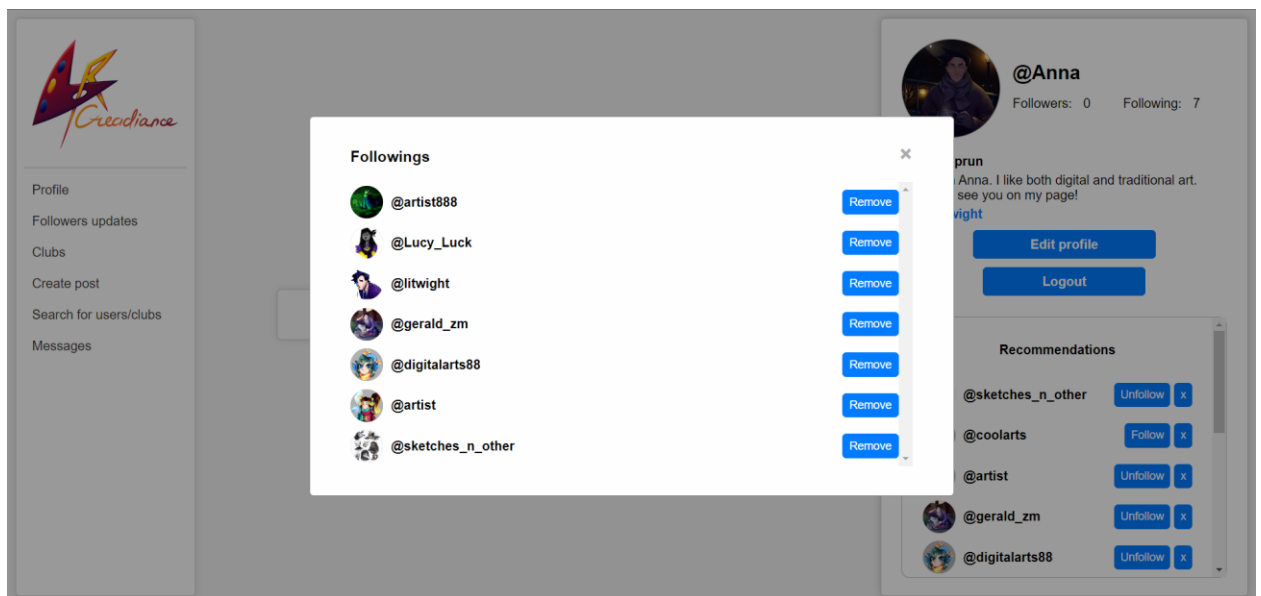 Creadiance
Profile
Followers updates
Clubs
Create post
Search for users/clubs
Messages
Followings
×
@artist888 Remove
@Lucy_Luck Remove
@litwight Remove
@gerald_zm Remove
@digitalarts88 Remove
@artist Remove
@sketches_n_other Remove
@Anna
Followers: 0 Following: 7
prun
Anna. I like both digital and traditional art.
see you on my page!
Edit profile
Logout
Recommendations
@sketches_n_other Unfollow x
@coolarts Follow x
@artist Unfollow x
@gerald_zm Unfollow x
@digitalarts88 Unfollow x